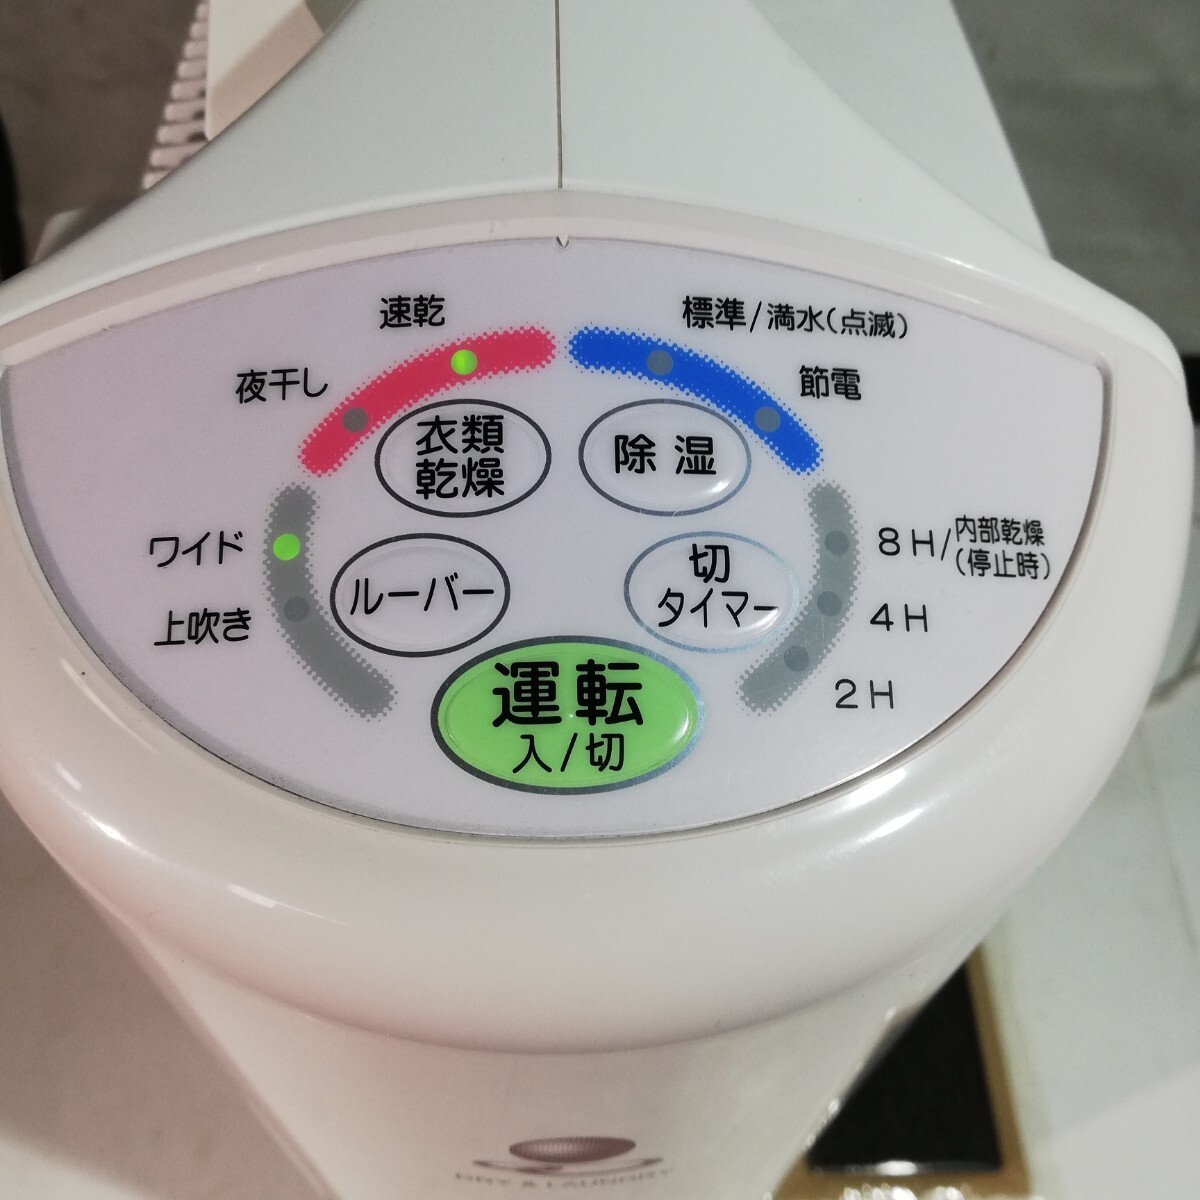 速乾
標準/満水(点滅)
夜干し
節電
衣類
乾燥
除湿
ワイド
8H/内部乾燥
(停止時)
ルーバー
切
タイマー
上吹き
4H
2H
運転
入/切
DRY & LAUNDRY